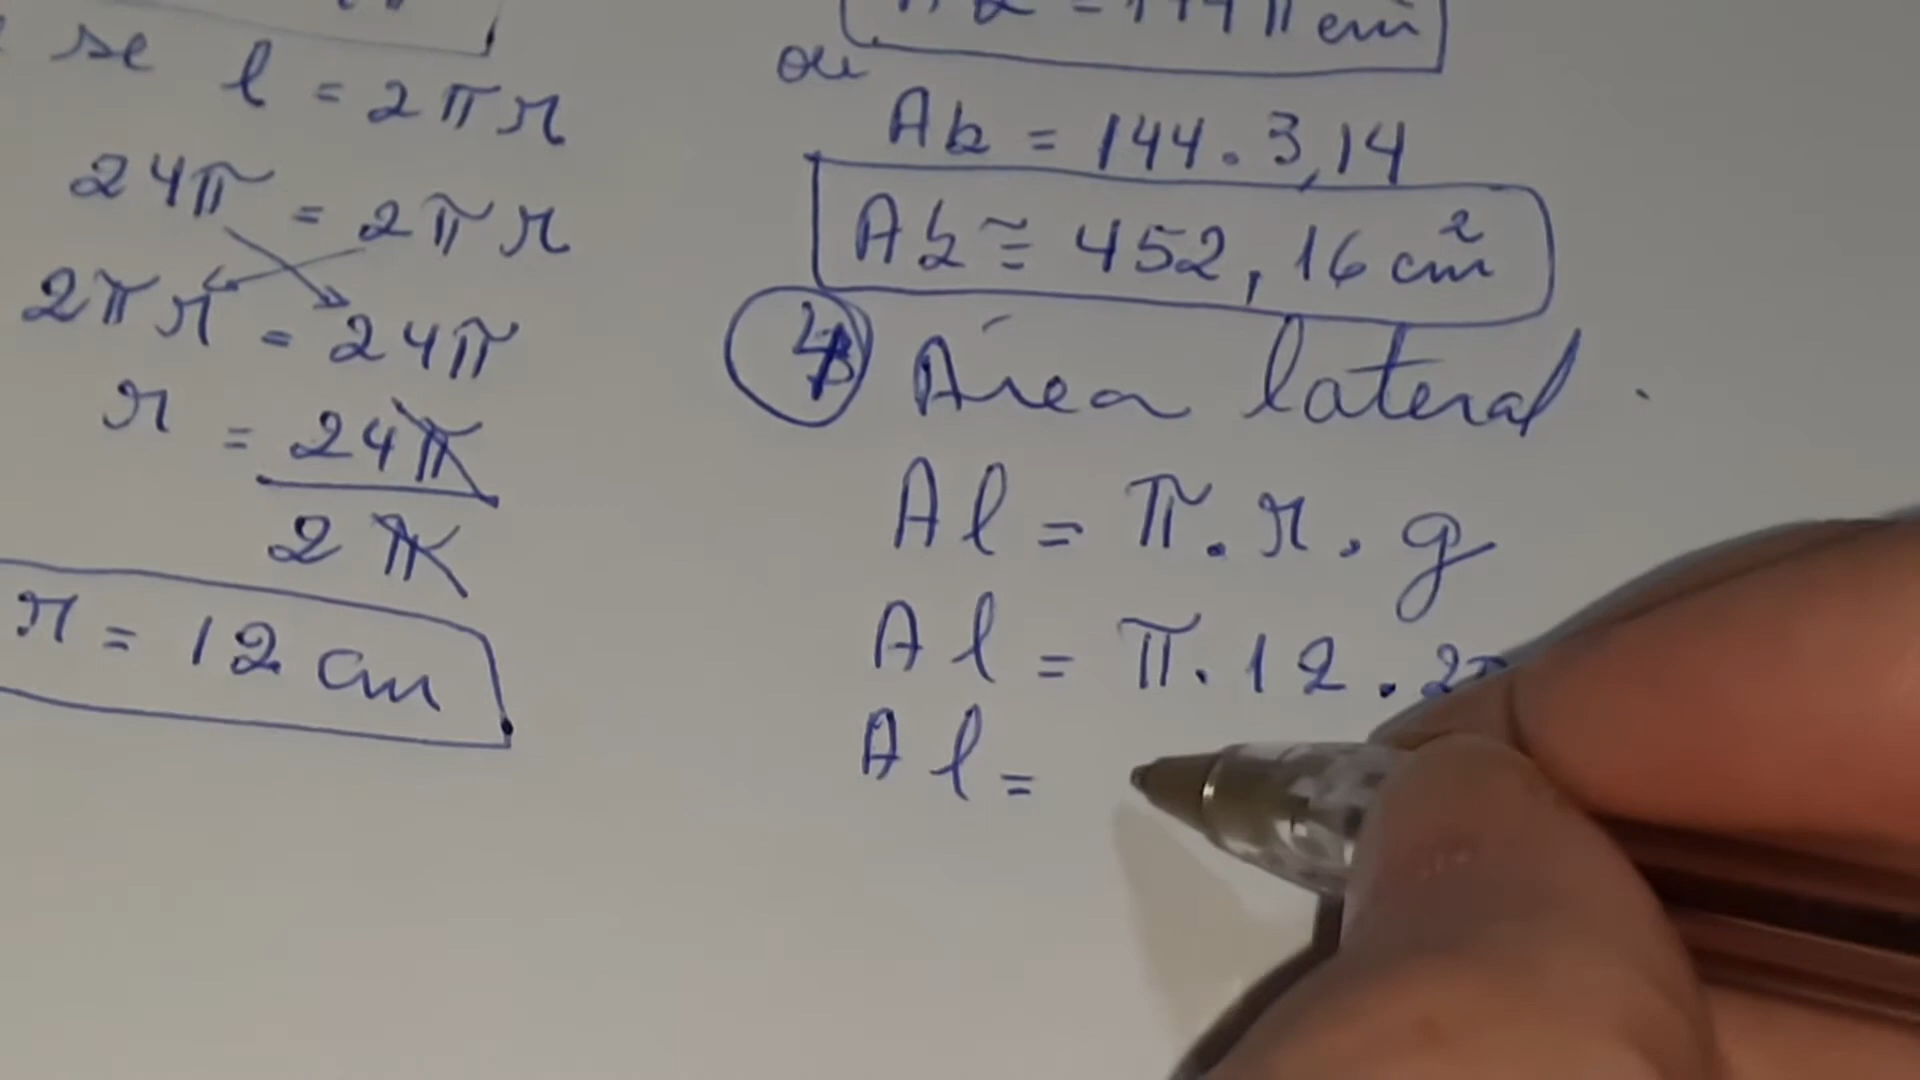 se l = 2πr
24π = 2πr
2πr = 24π
r = 24π
2π
r = 12 cm
ou
Ab = 144 . 3,14
Ab ≅ 452,16 cm²
4 Área lateral
Al = π . r . g
Al = π . 12 .
Al =